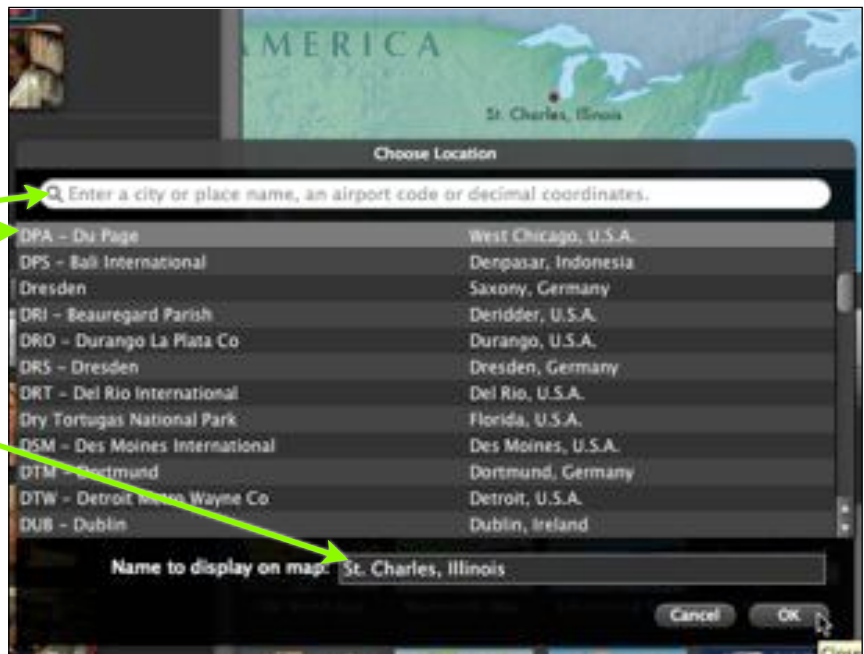 AMERICA
St. Charles, Illinois
Choose Location
Enter a city or place name, an airport code or decimal coordinates.
DPA – Du Page West Chicago, U.S.A.
DPS – Bali International Denpasar, Indonesia
Dresden Saxony, Germany
DRI – Beauregard Parish Deridder, U.S.A.
DRO – Durango La Plata Co Durango, U.S.A.
DRS – Dresden Dresden, Germany
DRT – Del Rio International Del Rio, U.S.A.
Dry Tortugas National Park Florida, U.S.A.
DSM – Des Moines International Des Moines, U.S.A.
DTM – Dortmund Dortmund, Germany
DTW – Detroit Metro Wayne Co Detroit, U.S.A.
DUB – Dublin Dublin, Ireland
Name to display on map: St. Charles, Illinois
Cancel OK